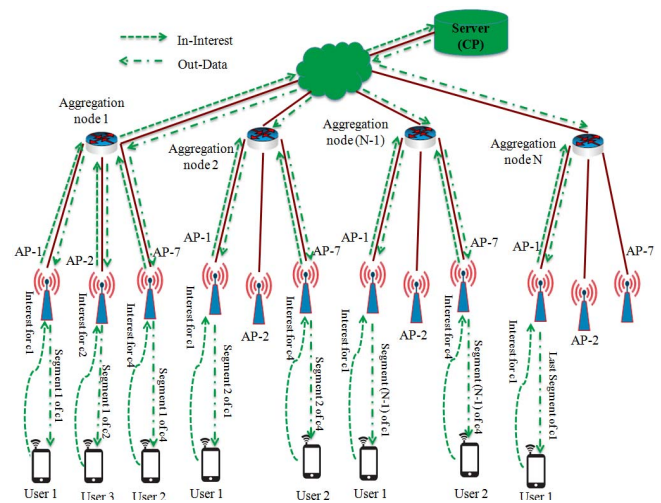 Server
(CP)
In-Interest
Out-Data
Aggregation
node 1
Aggregation
node 2
Aggregation
node (N-1)
Aggregation
node N
AP-1
AP-2
AP-7
AP-1
AP-2
AP-7
AP-1
AP-2
AP-7
AP-1
AP-2
AP-7
Interest for c1
Segment 1 of c1
Interest for c2
Segment 1 of c2
Interest for c4
Segment 1 of c4
Interest for c1
Segment 2 of c1
Interest for c4
Segment 2 of c4
Interest for c1
Segment (N-1) of c1
Interest for c4
Segment (N-1) of c4
Interest for c1
Last Segment of c1
User 1
User 3
User 2
User 1
User 2
User 1
User 2
User 1